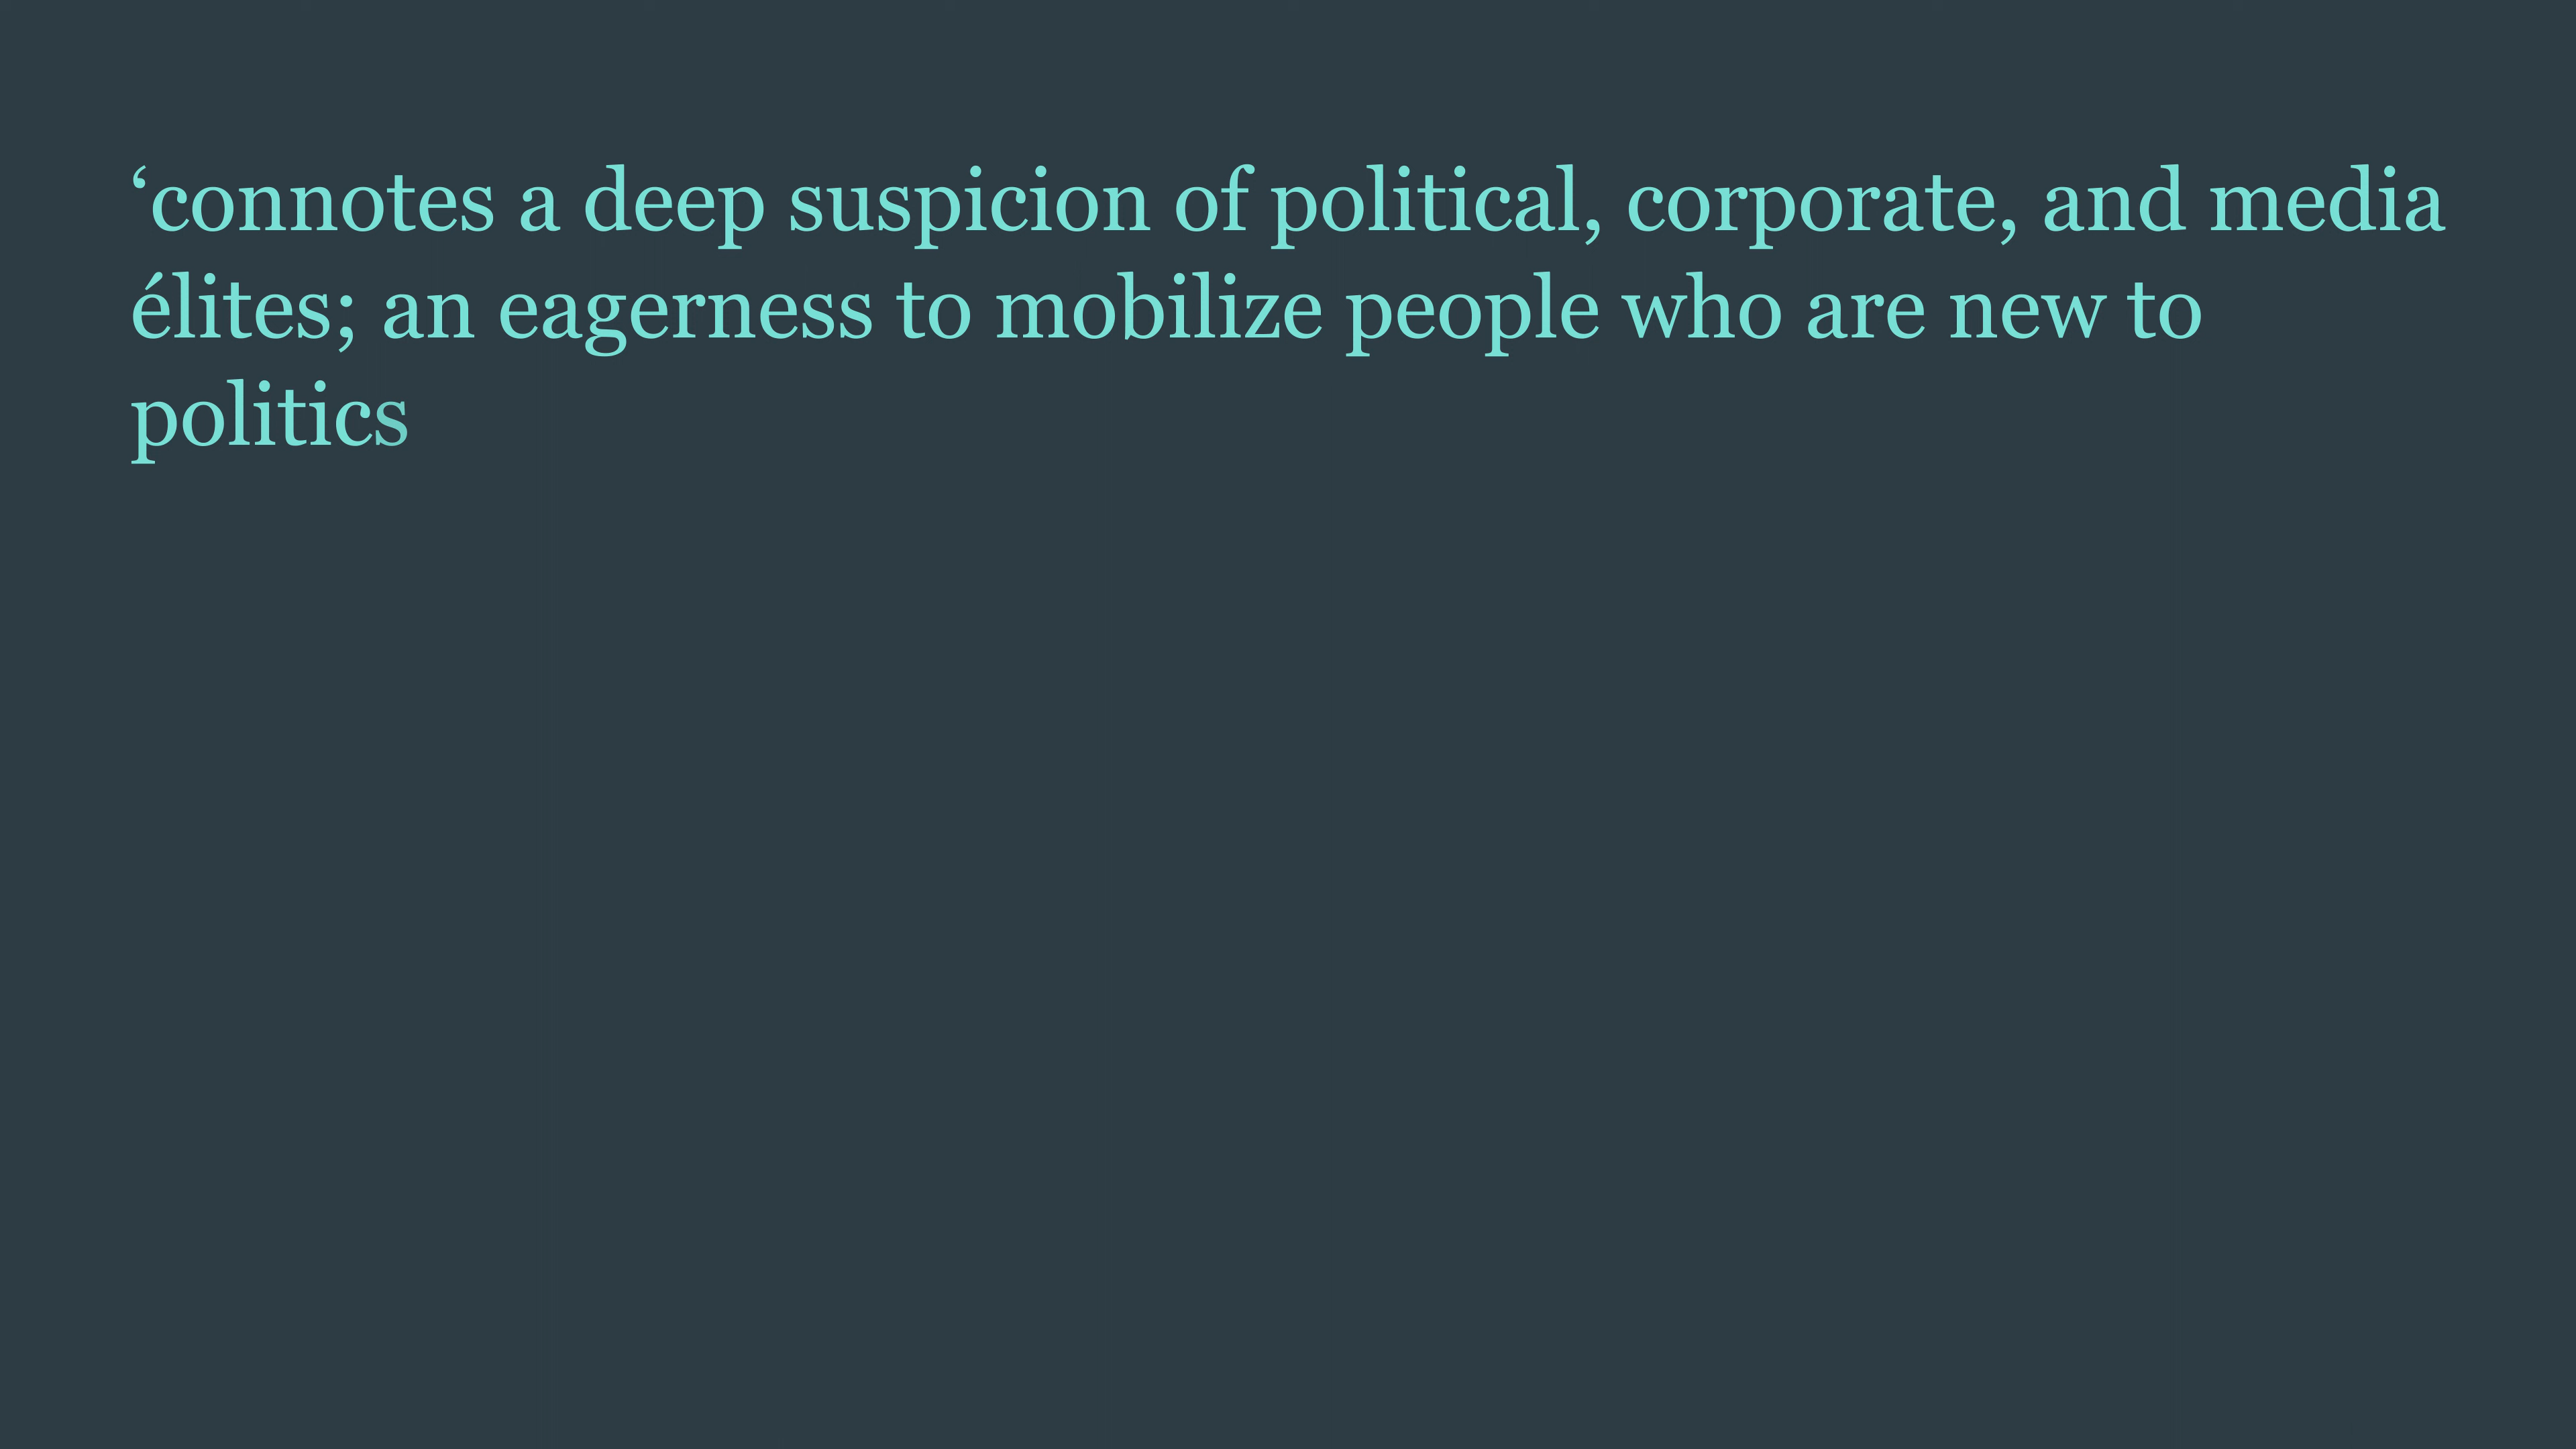 ‘connotes a deep suspicion of political, corporate, and media
élites; an eagerness to mobilize people who are new to
politics